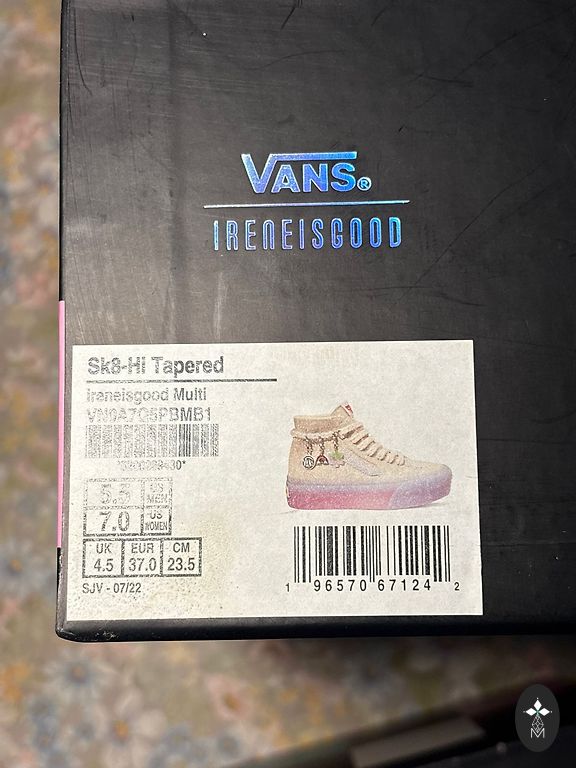 VANS®
IRENEISGOOD
Sk8-Hi Tapered
Ireneisgood Multi
VN0A7Q5PBMB1
5.5 US MEN
7.0 US WOMEN
UK EUR CM
4.5 37.0 23.5
SJV - 07/22
1 96570 67124 2
M